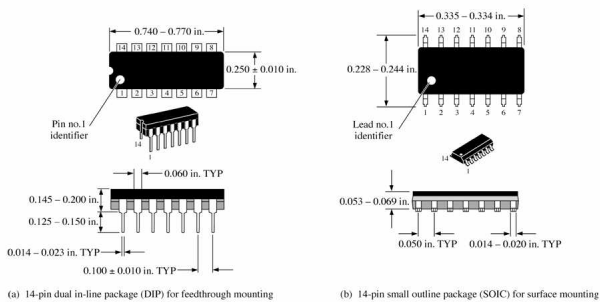 0.740 – 0.770 in.
14 13 12 11 10 9 8
0.250 ± 0.010 in.
1 2 3 4 5 6 7
Pin no.1
identifier
14
1
0.060 in. TYP
0.145 – 0.200 in.
0.125 – 0.150 in.
0.014 – 0.023 in. TYP
0.100 ± 0.010 in. TYP
(a) 14-pin dual in-line package (DIP) for feedthrough mounting
0.335 – 0.334 in.
14 13 12 11 10 9 8
0.228 – 0.244 in.
1 2 3 4 5 6 7
Lead no.1
identifier
14
1
0.053 – 0.069 in.
0.050 in. TYP
0.014 – 0.020 in. TYP
(b) 14-pin small outline package (SOIC) for surface mounting